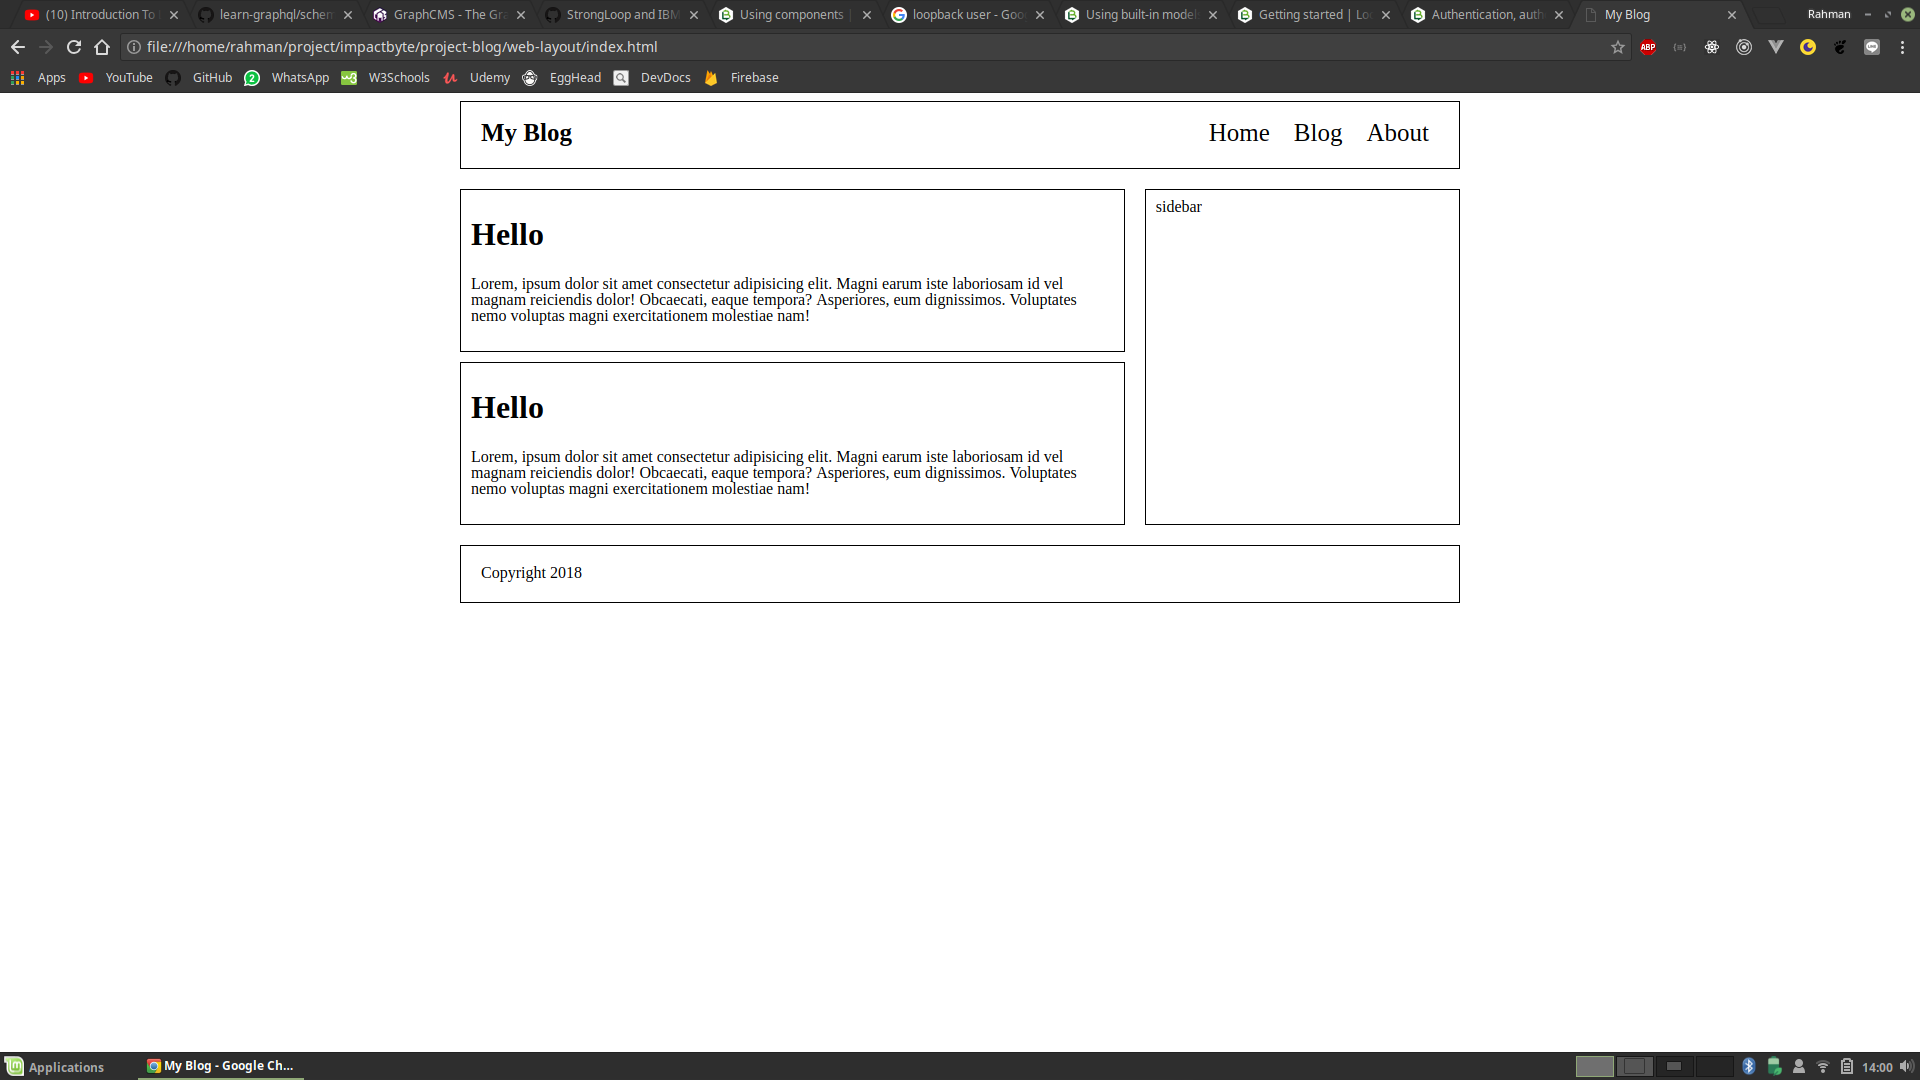 (10) Introduction To
learn-graphql/schem
GraphCMS - The Gra
StrongLoop and IBM
Using components |
loopback user - Goo
Using built-in models
Getting started | Loo
Authentication, auth
My Blog
Rahman
file:///home/rahman/project/impactbyte/project-blog/web-layout/index.html
ABP
Apps
YouTube
GitHub
2
WhatsApp
W3Schools
Udemy
EggHead
DevDocs
Firebase
My Blog
Home
Blog
About
Hello
Lorem, ipsum dolor sit amet consectetur adipisicing elit. Magni earum iste laboriosam id vel
magnam reiciendis dolor! Obcaecati, eaque tempora? Asperiores, eum dignissimos. Voluptates
nemo voluptas magni exercitationem molestiae nam!
sidebar
Hello
Lorem, ipsum dolor sit amet consectetur adipisicing elit. Magni earum iste laboriosam id vel
magnam reiciendis dolor! Obcaecati, eaque tempora? Asperiores, eum dignissimos. Voluptates
nemo voluptas magni exercitationem molestiae nam!
Copyright 2018
Applications
My Blog - Google Ch...
14:00